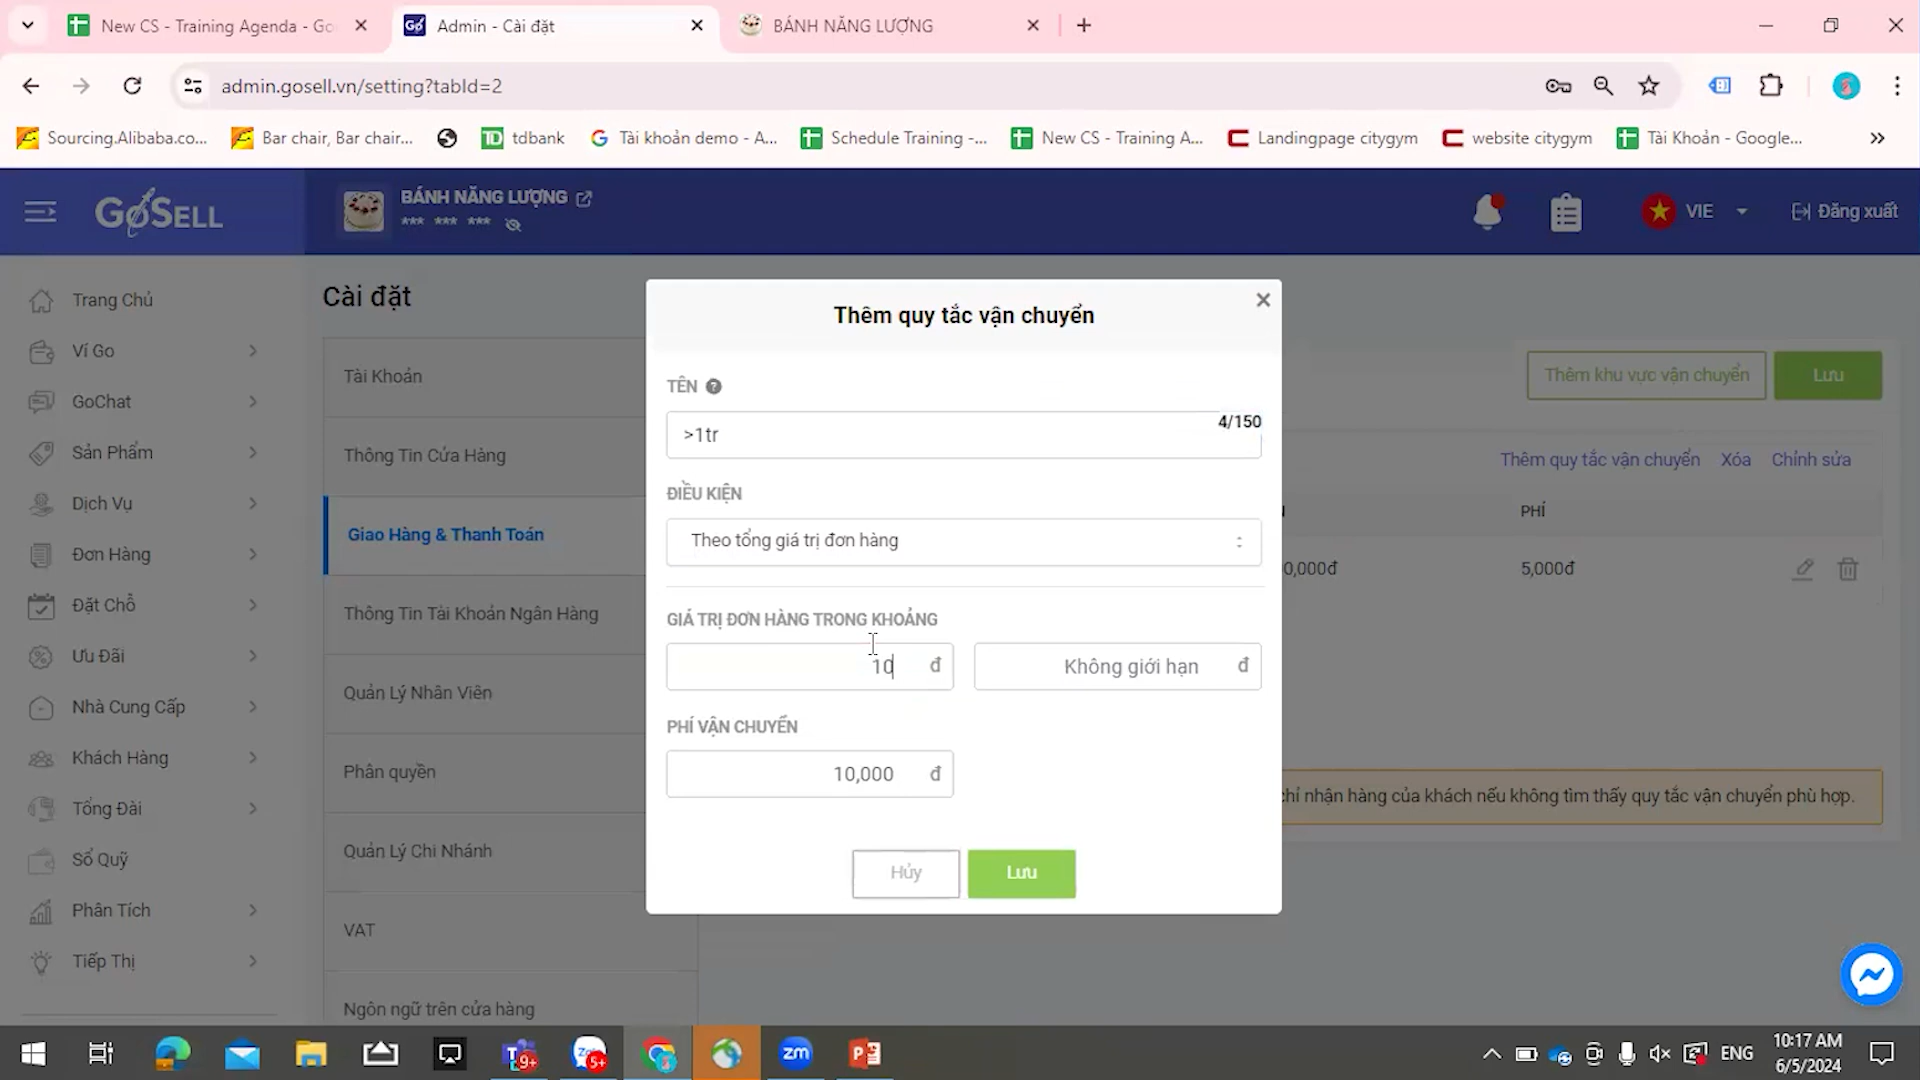 New CS - Training Agenda - Go
Admin - Cài đặt
BÁNH NĂNG LƯỢNG
admin.gosell.vn/setting?tabId=2
Sourcing.Alibaba.co...
Bar chair, Bar chair...
tdbank
Tài khoản demo - A...
Schedule Training -...
New CS - Training A...
Landingpage citygym
website citygym
Tài Khoản - Google...
GOSELL
BÁNH NĂNG LƯỢNG
*** *** ***
VIE
Đăng xuất
Trang Chủ
Ví Go
GoChat
Sản Phẩm
Dịch Vụ
Đơn Hàng
Đặt Chỗ
Ưu Đãi
Nhà Cung Cấp
Khách Hàng
Tổng Đài
Sổ Quỹ
Phân Tích
Tiếp Thị
Cài đặt
Tài Khoản
Thông Tin Cửa Hàng
Giao Hàng & Thanh Toán
Thông Tin Tài Khoản Ngân Hàng
Quản Lý Nhân Viên
Phân quyền
Quản Lý Chi Nhánh
VAT
Ngôn ngữ trên cửa hàng
Thêm quy tắc vận chuyển
TÊN
4/150
>1tr
ĐIỀU KIỆN
Theo tổng giá trị đơn hàng
GIÁ TRỊ ĐƠN HÀNG TRONG KHOẢNG
10 đ
Không giới hạn đ
PHÍ VẬN CHUYỂN
10,000 đ
Hủy
Lưu
Thêm khu vực vận chuyển
Lưu
Thêm quy tắc vận chuyển
Xóa
Chỉnh sửa
PHÍ
0,000đ
5,000đ
chỉ nhận hàng của khách nếu không tìm thấy quy tắc vận chuyển phù hợp.
9+
5+
zm
ENG
10:17 AM
6/5/2024